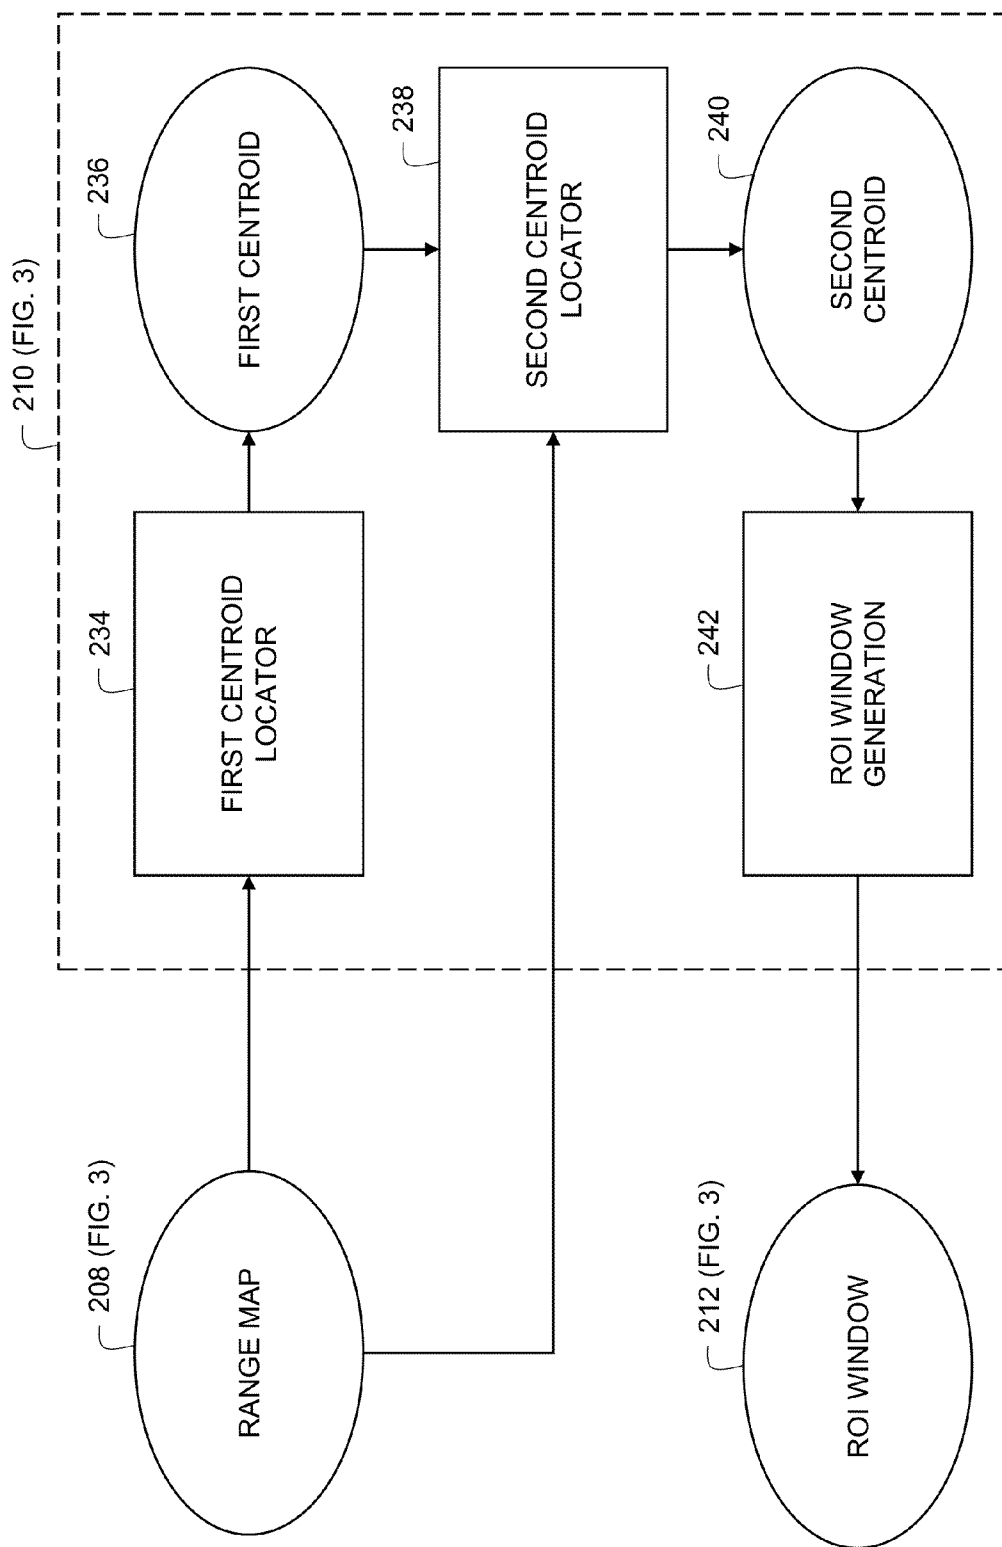 210 (FIG. 3)
208 (FIG. 3)
RANGE MAP
234
FIRST CENTROID
LOCATOR
236
FIRST CENTROID
238
SECOND CENTROID
LOCATOR
212 (FIG. 3)
ROI WINDOW
242
ROI WINDOW
GENERATION
240
SECOND
CENTROID